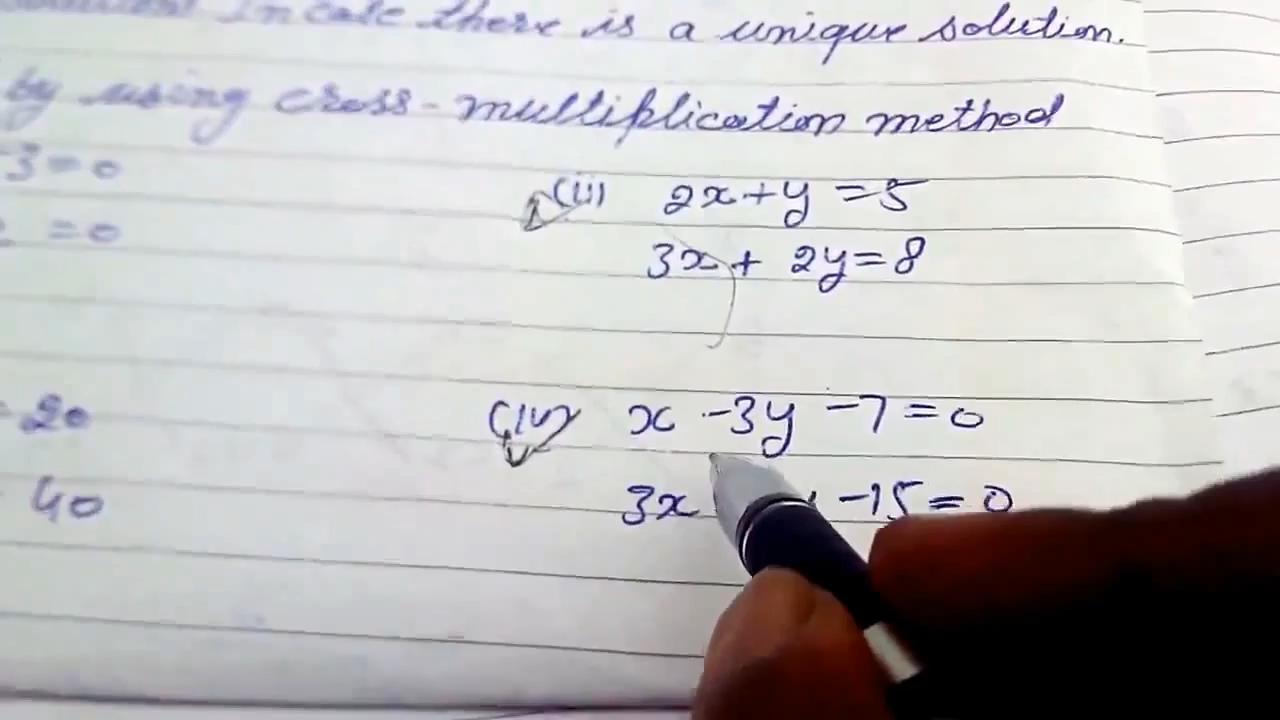 in case there is a unique solution.
by using cross-multiplication method
-3=0
(ii) 2x+y =5
=0
3x+ 2y=8
(iv) x -3y -7=0
= 20
3x -15=0
40